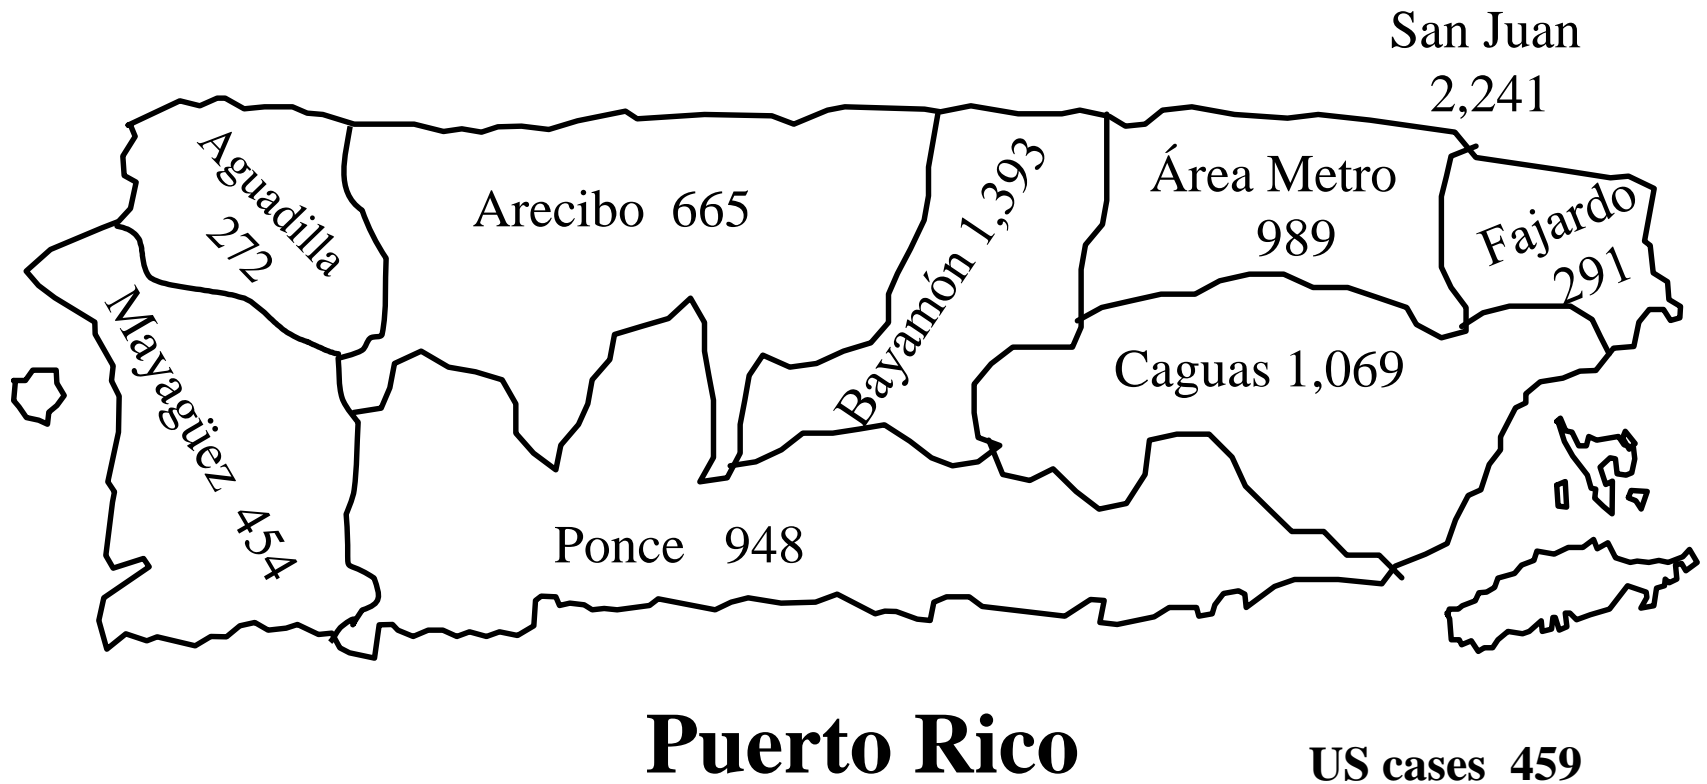 San Juan
2,241
Aguadilla
272
Arecibo 665
Bayamón 1,393
Área Metro
989
Fajardo
291
Mayagüez 454
Caguas 1,069
Ponce 948
Puerto Rico
US cases 459